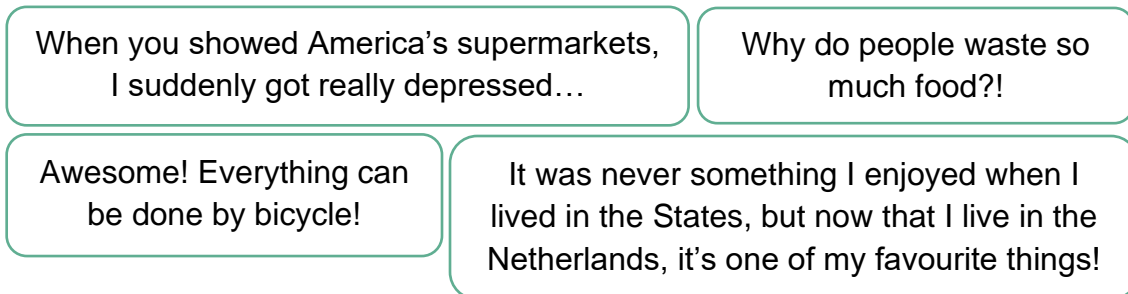 When you showed America’s supermarkets,
I suddenly got really depressed…
Why do people waste so
much food?!
Awesome! Everything can
be done by bicycle!
It was never something I enjoyed when I
lived in the States, but now that I live in the
Netherlands, it’s one of my favourite things!